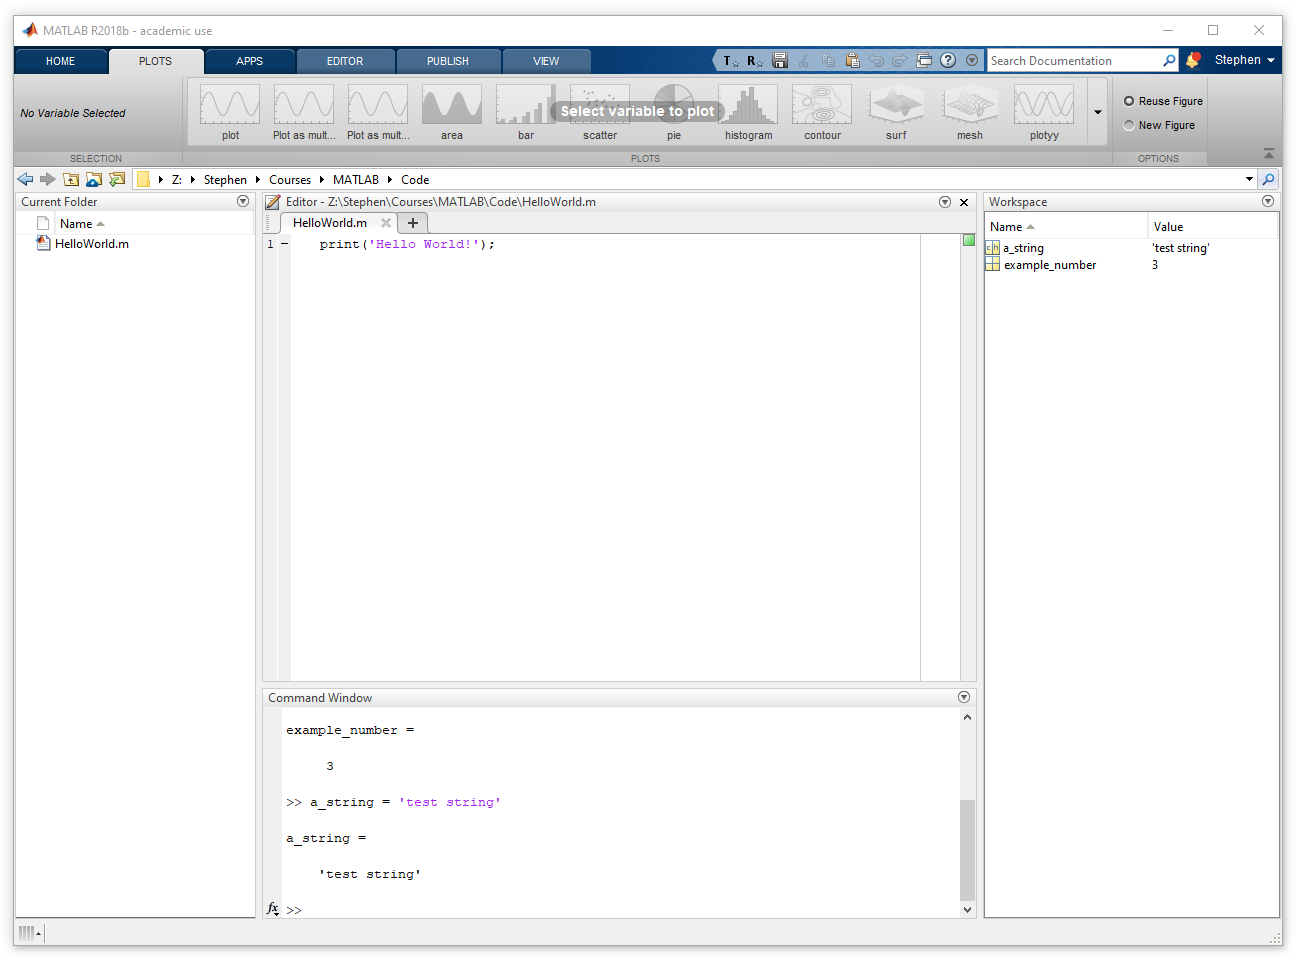 MATLAB R2018b - academic use
HOME PLOTS APPS EDITOR PUBLISH VIEW Search Documentation Stephen
No Variable Selected
Select variable to plot
plot Plot as mult... Plot as mult... area bar scatter pie histogram contour surf mesh plotyy
Reuse Figure
New Figure
SELECTION PLOTS OPTIONS
Z: Stephen Courses MATLAB Code
Current Folder
Name
HelloWorld.m
Editor - Z:\Stephen\Courses\MATLAB\Code\HelloWorld.m
HelloWorld.m +
1 – print('Hello World!');
Command Window
example_number =
3
>> a_string = 'test string'
a_string =
'test string'
fx >>
Workspace
Name Value
a_string 'test string'
example_number 3